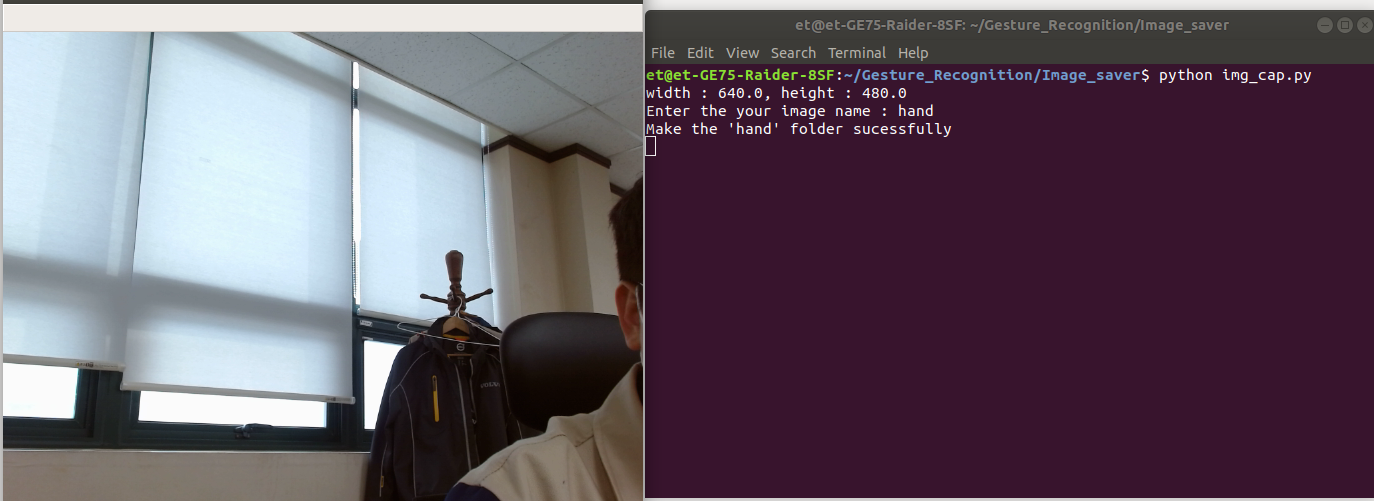 et@et-GE75-Raider-8SF: ~/Gesture_Recognition/Image_saver
File Edit View Search Terminal Help
et@et-GE75-Raider-8SF:~/Gesture_Recognition/Image_saver$ python img_cap.py
width : 640.0, height : 480.0
Enter the your image name : hand
Make the 'hand' folder sucessfully